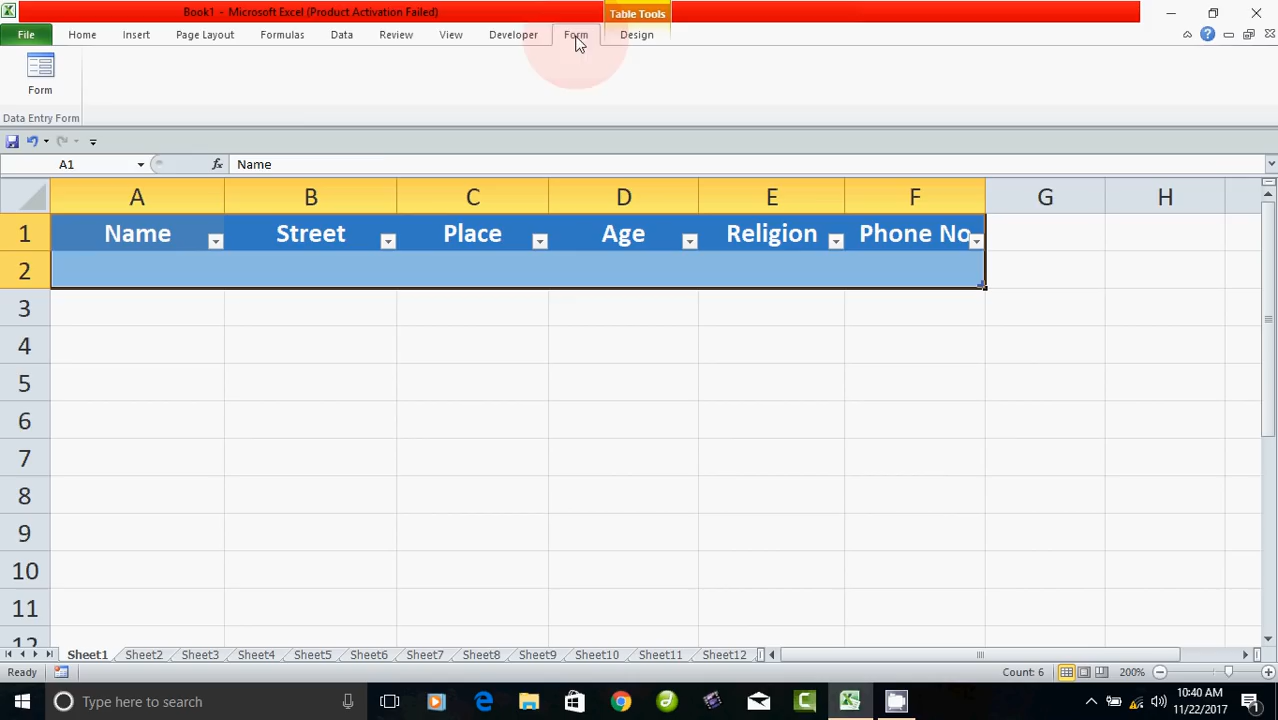 Book1 - Microsoft Excel (Product Activation Failed)
Table Tools
File Home Insert Page Layout Formulas Data Review View Developer Form Design
Form
Data Entry Form
A1 fx Name
A B C D E F G H
1 Name Street Place Age Religion Phone No
2
3
4
5
6
7
8
9
10
11
12
Sheet1 Sheet2 Sheet3 Sheet4 Sheet5 Sheet6 Sheet7 Sheet8 Sheet9 Sheet10 Sheet11 Sheet12
Ready Count: 6 200%
Type here to search
10:40 AM
11/22/2017